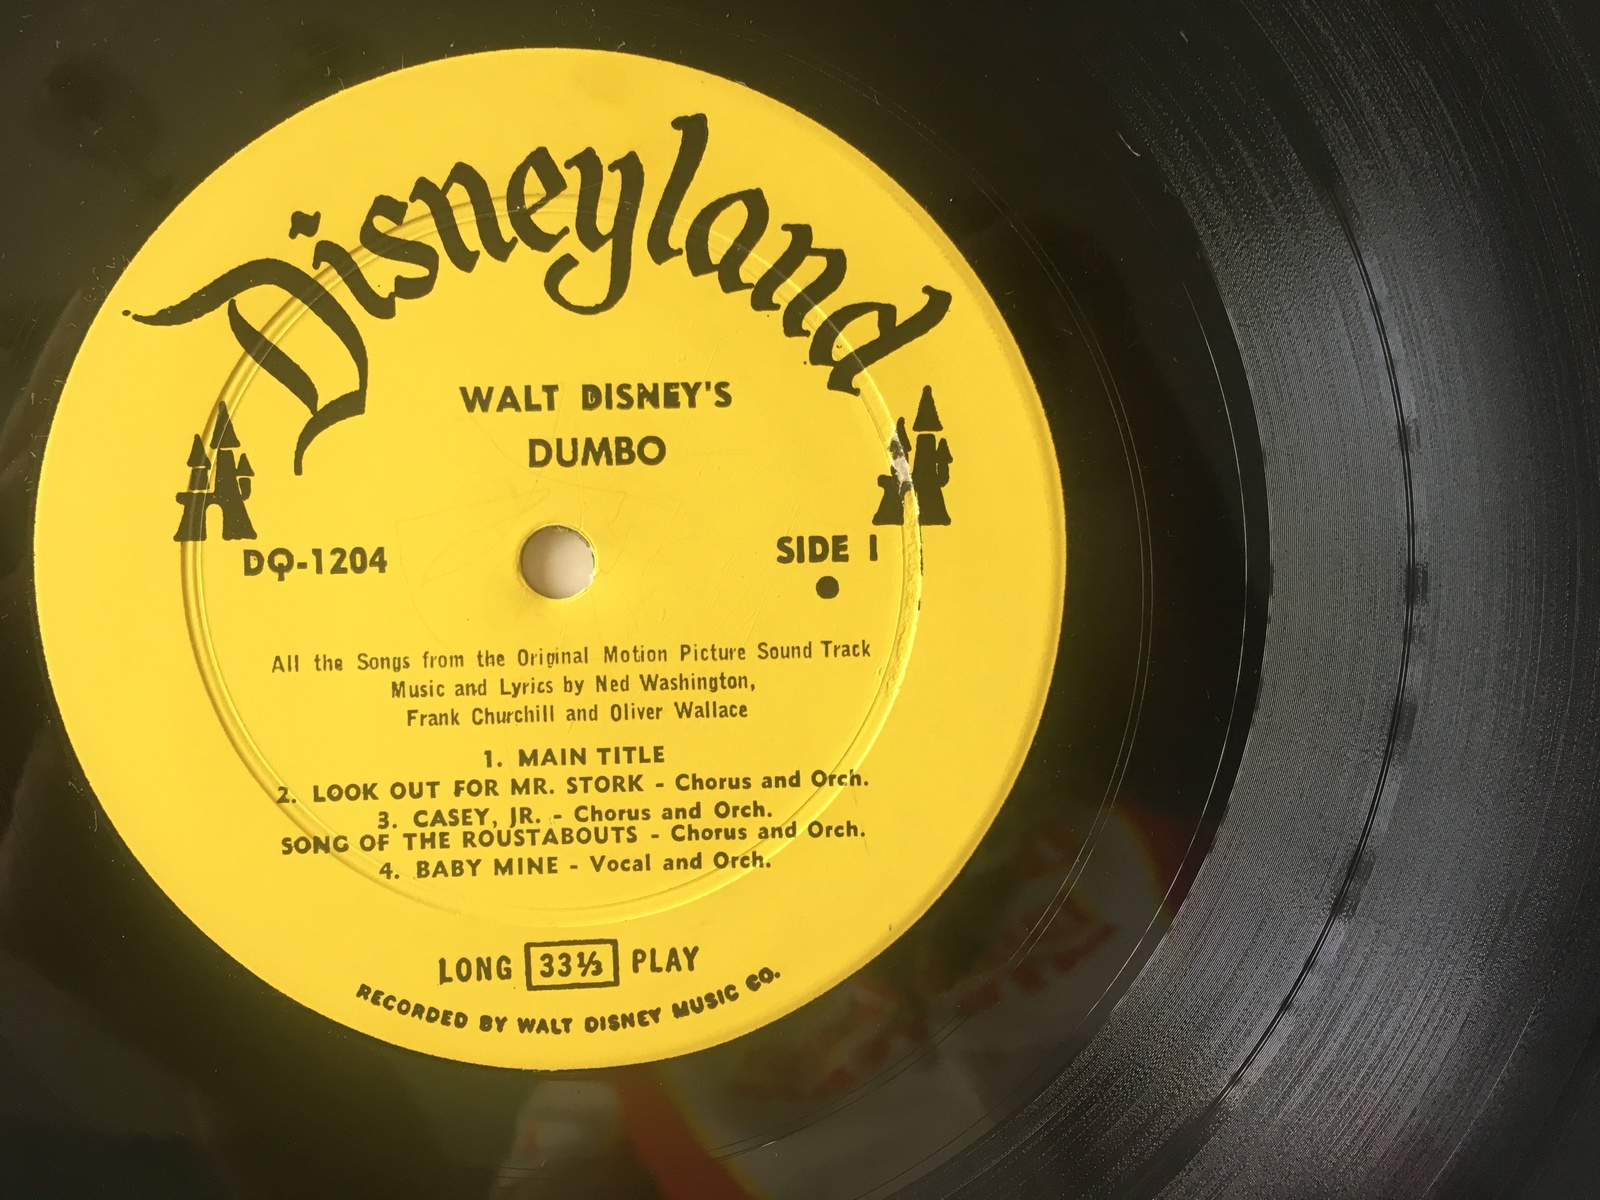 Disneyland
WALT DISNEY'S
DUMBO
DQ-1204
SIDE 1
All the Songs from the Original Motion Picture Sound Track
Music and Lyrics by Ned Washington,
Frank Churchill and Oliver Wallace
1. MAIN TITLE
2. LOOK OUT FOR MR. STORK - Chorus and Orch.
3. CASEY, JR. - Chorus and Orch.
SONG OF THE ROUSTABOUTS - Chorus and Orch.
4. BABY MINE - Vocal and Orch.
LONG 33⅓ PLAY
RECORDED BY WALT DISNEY MUSIC CO.